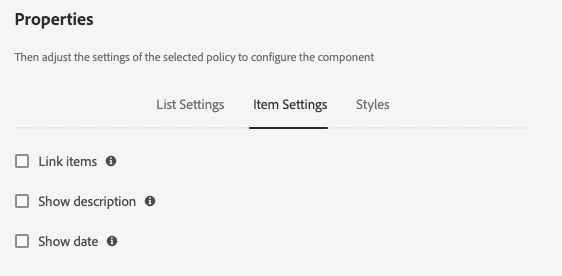 Properties
Then adjust the settings of the selected policy to configure the component
List Settings Item Settings Styles
Link items
Show description
Show date